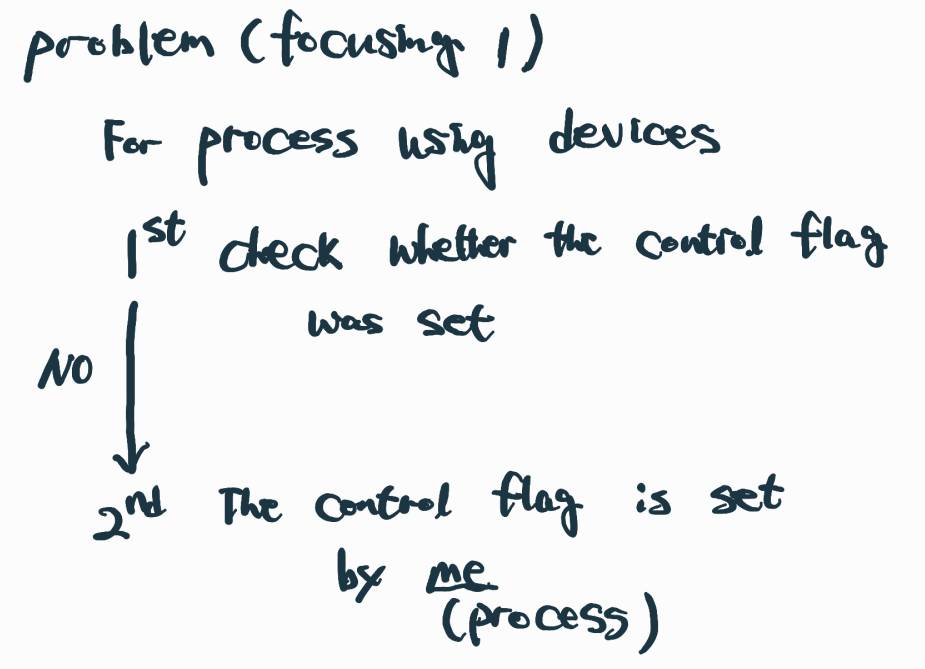 problem (focusing 1)
For process using devices
1st check whether the control flag
was set
NO
2nd The control flag is set
by me
(process)